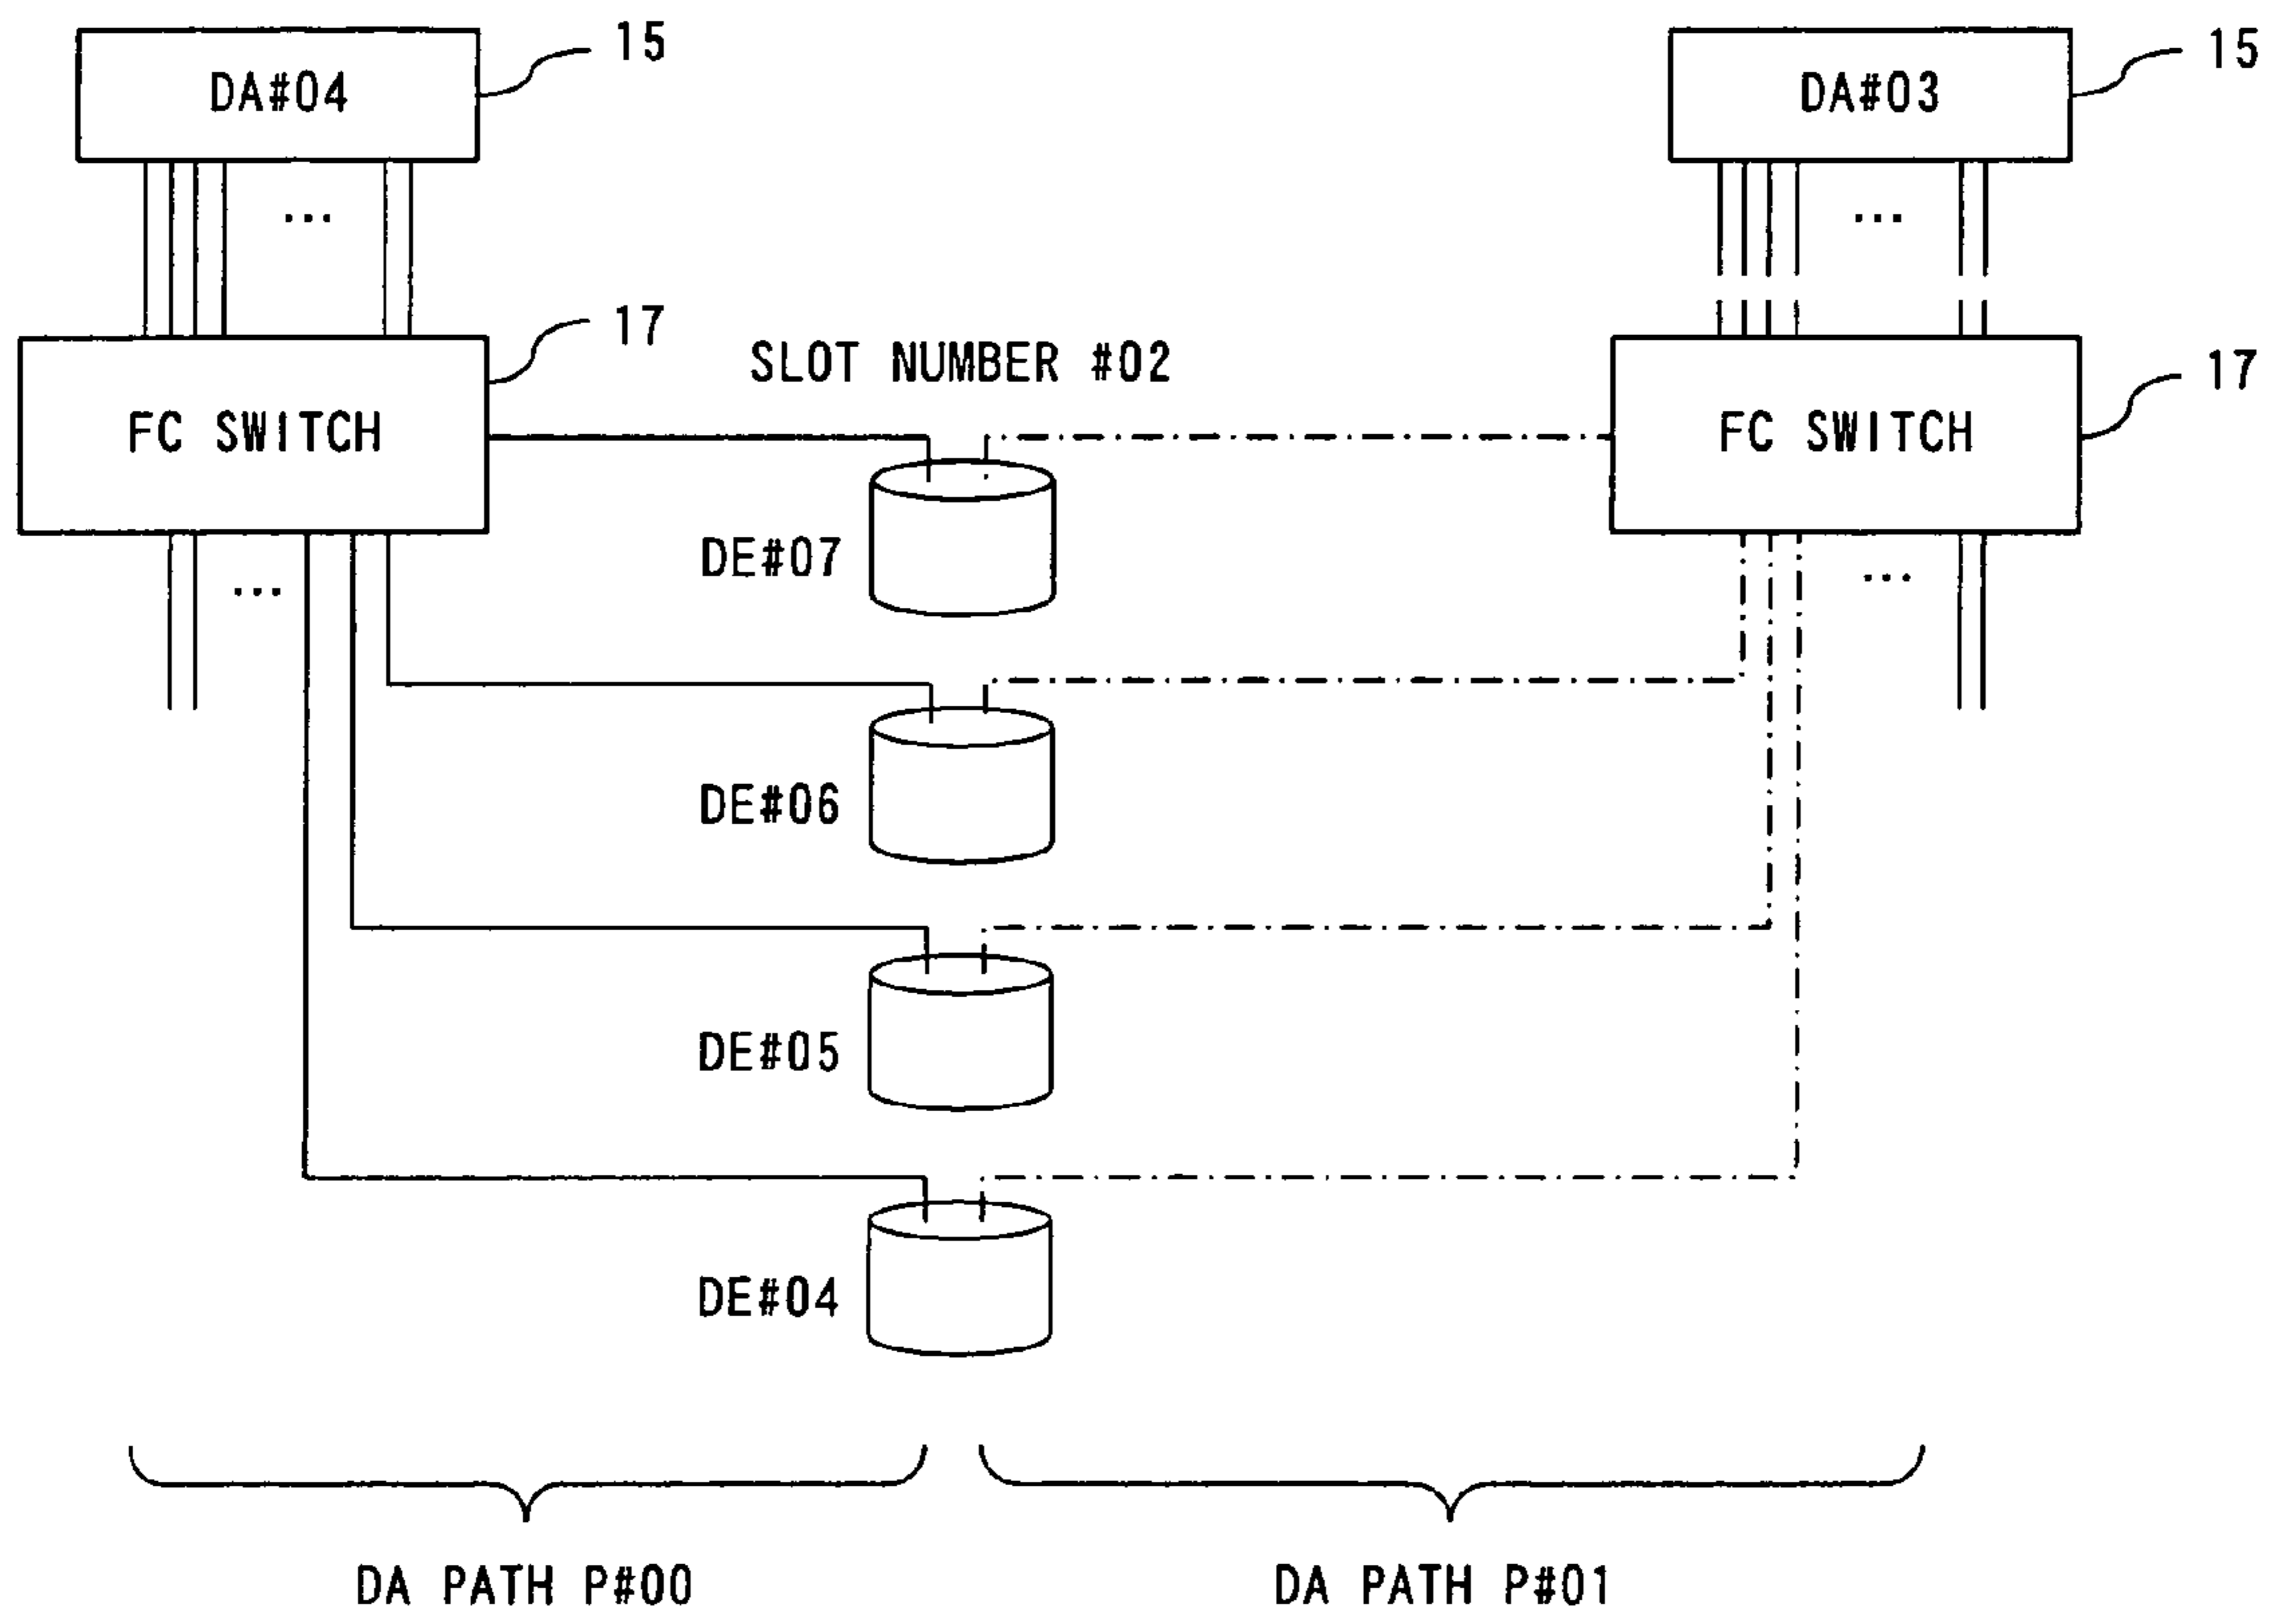 DA#04
15
DA#03
15
...
...
17
SLOT NUMBER #02
17
FC SWITCH
FC SWITCH
DE#07
...
...
DE#06
DE#05
DE#04
DA PATH P#00
DA PATH P#01